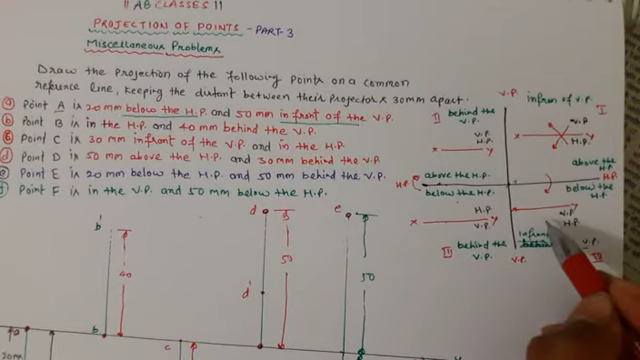 AB CLASSES 11
PROJECTION OF POINTS - PART-3
Miscellaneous Problems
Draw the projection of the following points on a common
reference line, keeping the distant between their projectors 30mm apart.
a Point A is 20 mm below the H.P. and 50 mm infront of the V.P.
b Point B is in the H.P. and 40 mm behind the V.P.
Point C is 30 mm infront of the V.P. and in the H.P.
d Point D is 50 mm above the H.P. and 30 mm behind the V.P.
Point E is 20 mm below the H.P. and 50 mm behind the V.P.
Point F is in the V.P. and 50 mm below the H.P.
V.P.
II behind the V.P.
infron of V.P. I
V.P.
H.P.
x y
x V.P. y
H.P.
above the H.P.
above the H.P.
H.P. H.P.
below the H.P.
below the H.P.
H.P.
x V.P. y
V.P.
H.P.
III behind the V.P.
infron
behind V.P.
V.P. IV
b'
40
b
d
50
d'
e
50
c
20m